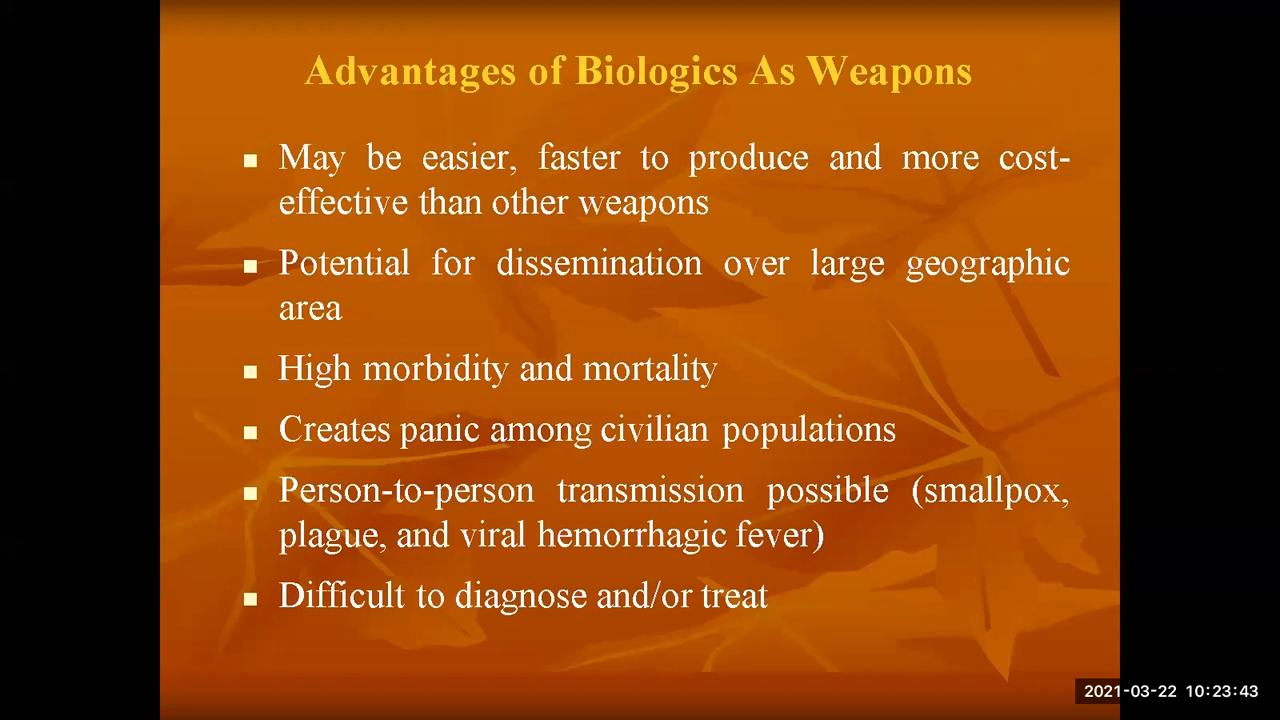 Advantages of Biologics As Weapons
May be easier, faster to produce and more cost-
effective than other weapons
Potential for dissemination over large geographic
area
High morbidity and mortality
Creates panic among civilian populations
Person-to-person transmission possible (smallpox,
plague, and viral hemorrhagic fever)
Difficult to diagnose and/or treat
2021-03-22 10:23:43